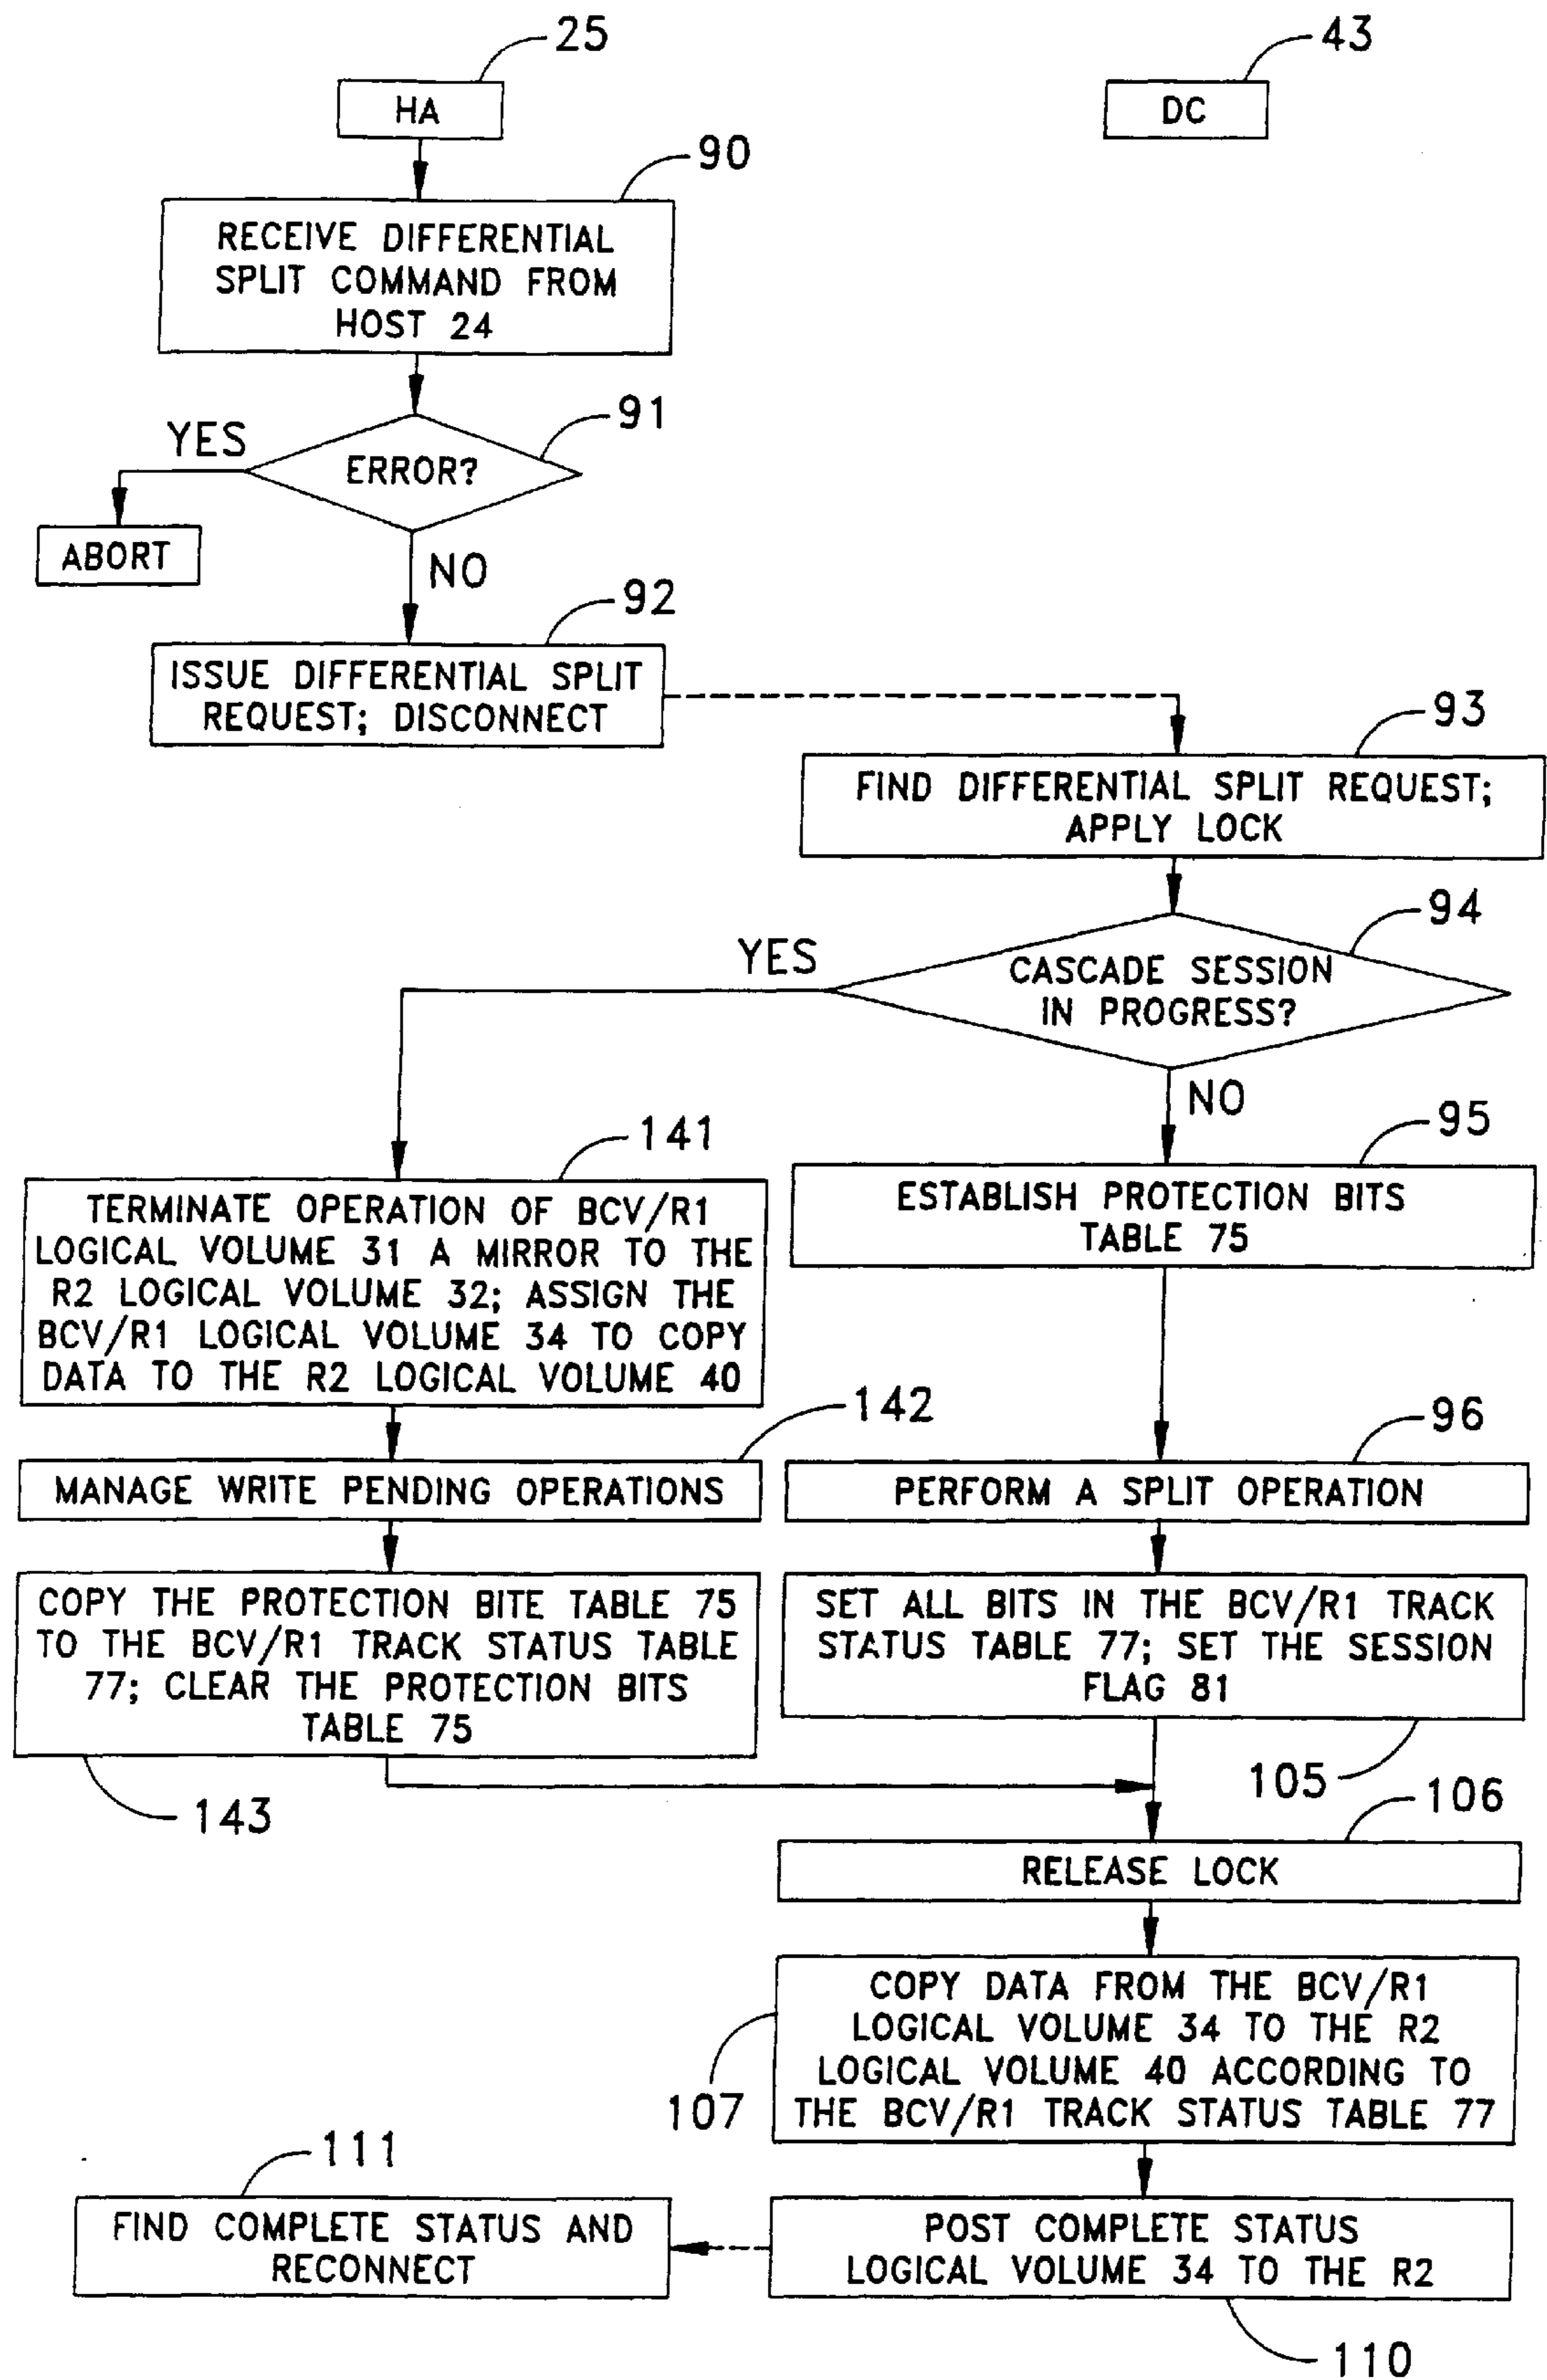 25
43
HA
DC
90
RECEIVE DIFFERENTIAL
SPLIT COMMAND FROM
HOST 24
91
YES
ERROR?
ABORT
NO
92
ISSUE DIFFERENTIAL SPLIT
REQUEST; DISCONNECT
93
FIND DIFFERENTIAL SPLIT REQUEST;
APPLY LOCK
94
YES
CASCADE SESSION
IN PROGRESS?
NO
141
95
TERMINATE OPERATION OF BCV/R1
LOGICAL VOLUME 31 A MIRROR TO THE
R2 LOGICAL VOLUME 32; ASSIGN THE
BCV/R1 LOGICAL VOLUME 34 TO COPY
DATA TO THE R2 LOGICAL VOLUME 40
ESTABLISH PROTECTION BITS
TABLE 75
142
96
MANAGE WRITE PENDING OPERATIONS
PERFORM A SPLIT OPERATION
COPY THE PROTECTION BITE TABLE 75
TO THE BCV/R1 TRACK STATUS TABLE
77; CLEAR THE PROTECTION BITS
TABLE 75
SET ALL BITS IN THE BCV/R1 TRACK
STATUS TABLE 77; SET THE SESSION
FLAG 81
143
105
106
RELEASE LOCK
COPY DATA FROM THE BCV/R1
LOGICAL VOLUME 34 TO THE R2
LOGICAL VOLUME 40 ACCORDING TO
THE BCV/R1 TRACK STATUS TABLE 77
107
111
FIND COMPLETE STATUS AND
RECONNECT
POST COMPLETE STATUS
LOGICAL VOLUME 34 TO THE R2
110